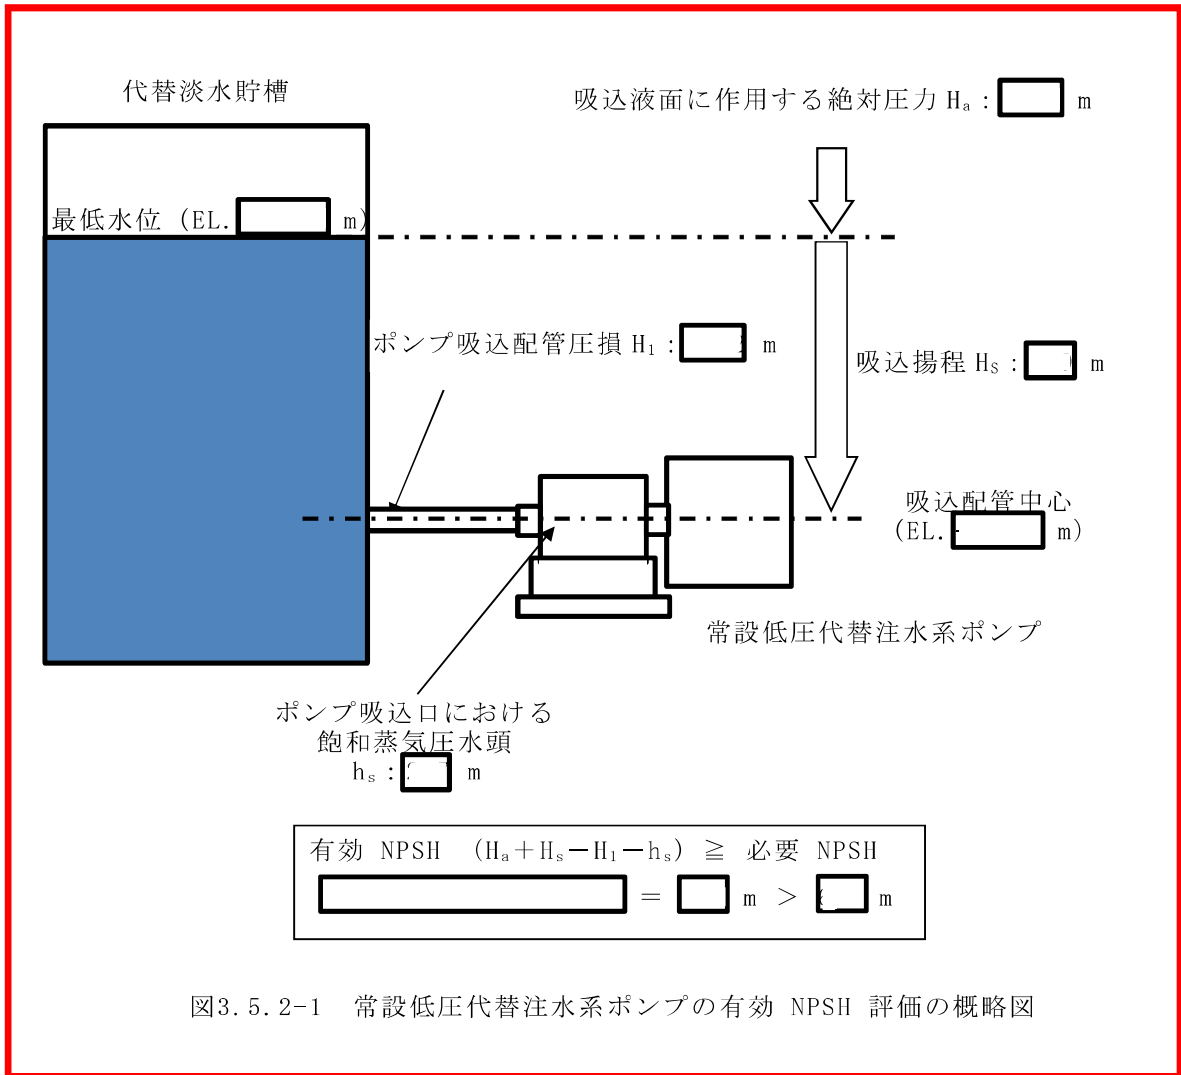 代替淡水貯槽
吸込液面に作用する絶対圧力 Hₐ： m
最低水位 (EL. m)
ポンプ吸込配管圧損 H₁： m
吸込揚程 Hₛ： m
吸込配管中心
(EL. m)
常設低圧代替注水系ポンプ
ポンプ吸込口における
飽和蒸気圧水頭
hₛ： m
有効 NPSH （Hₐ＋Hₛ－H₁－hₛ）≧ 必要 NPSH
＝ m ＞ m
図3.5.2-1 常設低圧代替注水系ポンプの有効 NPSH 評価の概略図